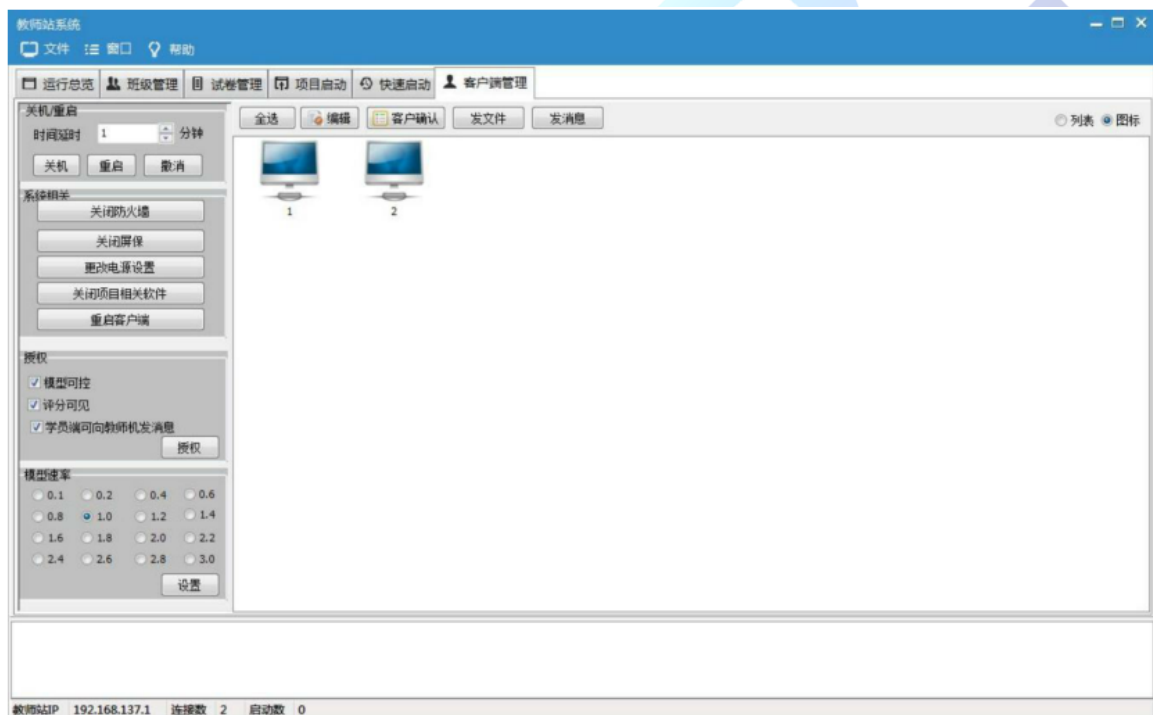 教师站系统
文件 窗口 帮助
运行总览 班级管理 试卷管理 项目启动 快速启动 客户端管理
关机/重启
时间延时 1 分钟
关机 重启 撤消
系统相关
关闭防火墙
关闭屏保
更改电源设置
关闭项目相关软件
重启客户端
授权
模型可控
评分可见
学员端可向教师机发消息
授权
模型速率
0.1 0.2 0.4 0.6
0.8 1.0 1.2 1.4
1.6 1.8 2.0 2.2
2.4 2.6 2.8 3.0
设置
全选 编辑 客户确认 发文件 发消息 列表 图标
1 2
教师站IP 192.168.137.1 连接数 2 启动数 0